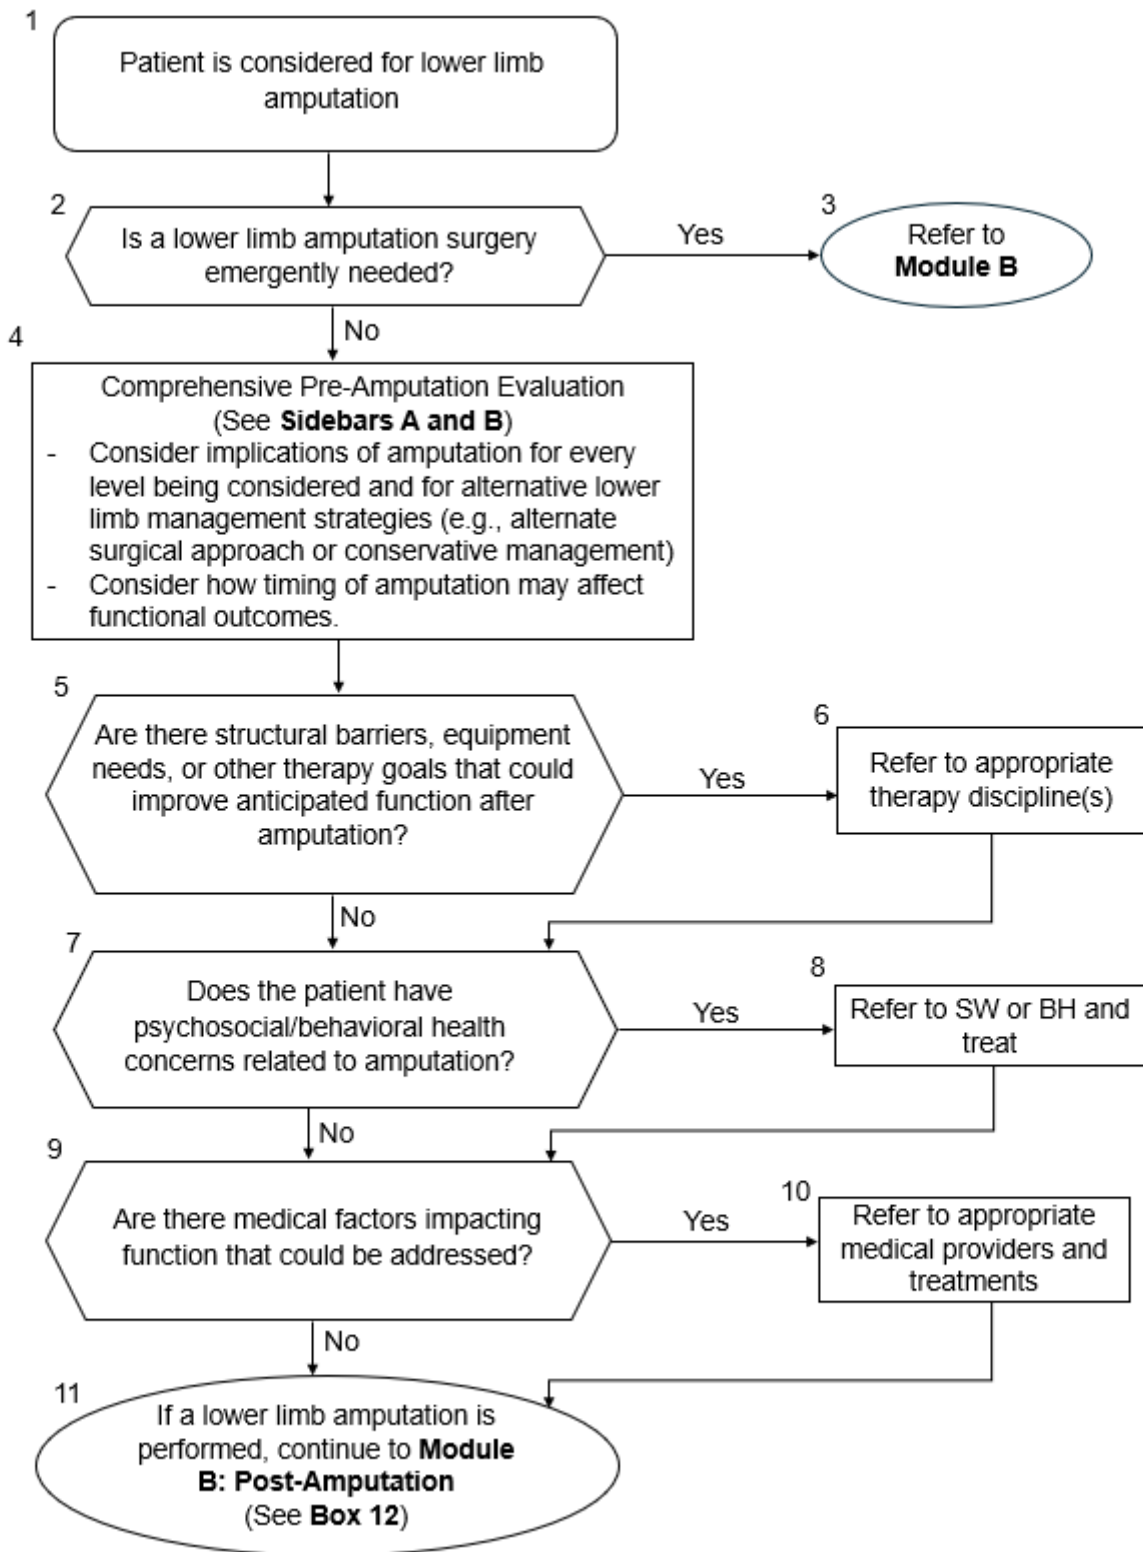 1
Patient is considered for lower limb
amputation
2
Is a lower limb amputation surgery
emergently needed?
Yes
3
Refer to
Module B
No
4
Comprehensive Pre-Amputation Evaluation
(See Sidebars A and B)
- Consider implications of amputation for every
level being considered and for alternative lower
limb management strategies (e.g., alternate
surgical approach or conservative management)
- Consider how timing of amputation may affect
functional outcomes.
5
Are there structural barriers, equipment
needs, or other therapy goals that could
improve anticipated function after
amputation?
Yes
6
Refer to appropriate
therapy discipline(s)
No
7
Does the patient have
psychosocial/behavioral health
concerns related to amputation?
Yes
8
Refer to SW or BH and
treat
No
9
Are there medical factors impacting
function that could be addressed?
Yes
10
Refer to appropriate
medical providers and
treatments
No
11
If a lower limb amputation is
performed, continue to Module
B: Post-Amputation
(See Box 12)